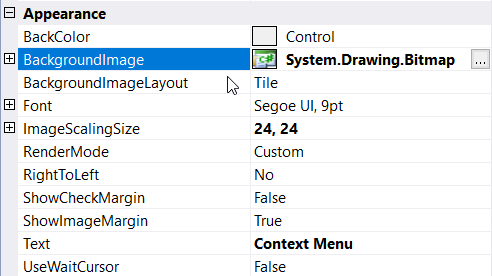 Appearance
BackColor Control
BackgroundImage C# System.Drawing.Bitmap ...
BackgroundImageLayout Tile
Font Segoe UI, 9pt
ImageScalingSize 24, 24
RenderMode Custom
RightToLeft No
ShowCheckMargin False
ShowImageMargin True
Text Context Menu
UseWaitCursor False